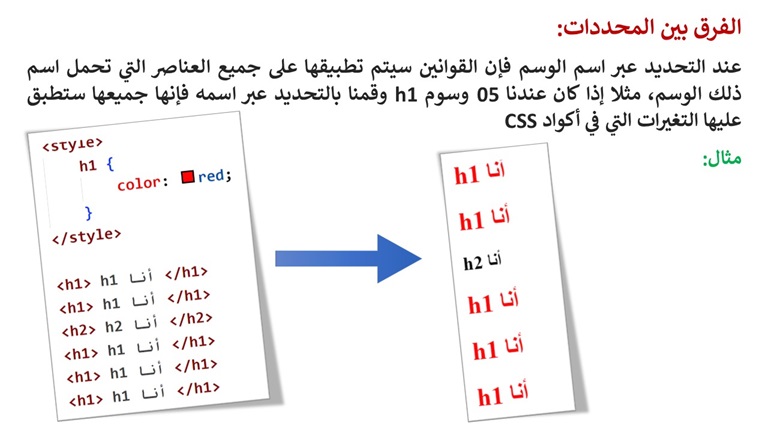 الفرق بين المحددات:
عند التحديد عبر اسم الوسم فإن القوانين سيتم تطبيقها على جميع العناصر التي تحمل اسم
ذلك الوسم، مثلا إذا كان عندنا 05 وسوم h1 وقمنا بالتحديد عبر اسمه فإنها جميعها ستطبق
عليها التغيرات التي في أكواد CSS
مثال:
<style>
h1 {
color: red;
}
</style>
<h1> h1 أنا </h1>
<h1> h1 أنا </h1>
<h2> h2 أنا </h2>
<h1> h1 أنا </h1>
<h1> h1 أنا </h1>
<h1> h1 أنا </h1>
أنا h1
أنا h1
أنا h2
أنا h1
أنا h1
أنا h1